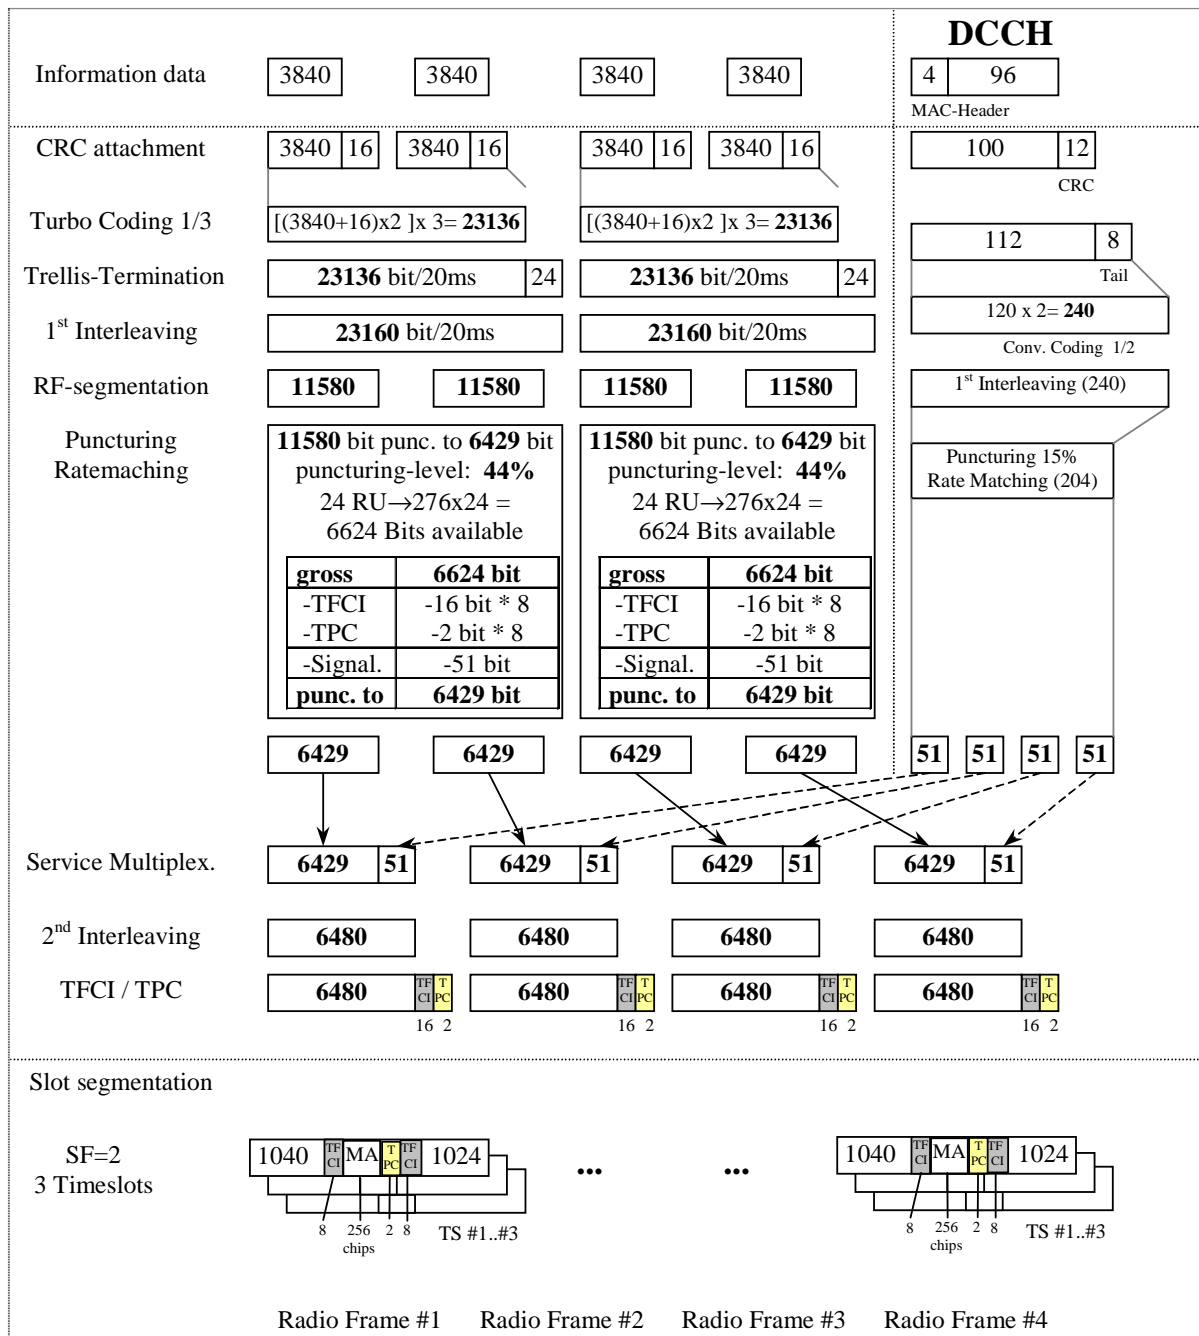 DCCH
Information data 3840 3840 3840 3840 4 96
MAC-Header
CRC attachment 3840 16 3840 16 3840 16 3840 16 100 12
CRC
Turbo Coding 1/3 [(3840+16)x2 ]x 3= 23136 [(3840+16)x2 ]x 3= 23136
112 8
Trellis-Termination 23136 bit/20ms 24 23136 bit/20ms 24
Tail
120 x 2= 240
1st Interleaving 23160 bit/20ms 23160 bit/20ms
Conv. Coding 1/2
RF-segmentation 11580 11580 11580 11580 1st Interleaving (240)
Puncturing
Ratemaching
11580 bit punc. to 6429 bit
puncturing-level: 44%
24 RU→276x24 =
6624 Bits available
gross 6624 bit
-TFCI -16 bit * 8
-TPC -2 bit * 8
-Signal. -51 bit
punc. to 6429 bit
11580 bit punc. to 6429 bit
puncturing-level: 44%
24 RU→276x24 =
6624 Bits available
gross 6624 bit
-TFCI -16 bit * 8
-TPC -2 bit * 8
-Signal. -51 bit
punc. to 6429 bit
Puncturing 15%
Rate Matching (204)
6429 6429 6429 6429 51 51 51 51
Service Multiplex. 6429 51 6429 51 6429 51 6429 51
2nd Interleaving 6480 6480 6480 6480
TFCI / TPC 6480 TF CI T PC 6480 TF CI T PC 6480 TF CI T PC 6480 TF CI T PC
16 2 16 2 16 2 16 2
Slot segmentation
SF=2
3 Timeslots
1040 TF CI MA T PC TF CI 1024 ... ... 1040 TF CI MA T PC TF CI 1024
8 256 2 8 TS #1..#3 8 256 2 8 TS #1..#3
chips chips
Radio Frame #1 Radio Frame #2 Radio Frame #3 Radio Frame #4